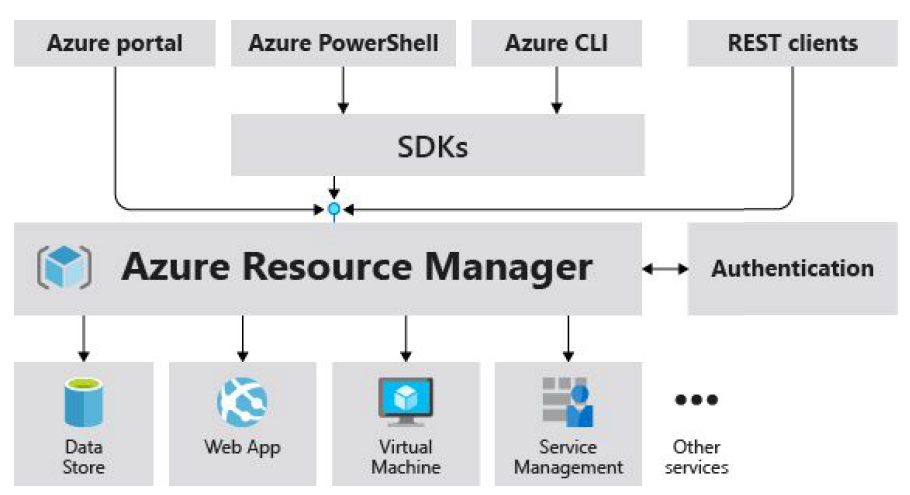 Azure portal
Azure PowerShell
Azure CLI
REST clients
SDKs
Azure Resource Manager
Authentication
Data
Store
Web App
Virtual
Machine
Service
Management
Other
services